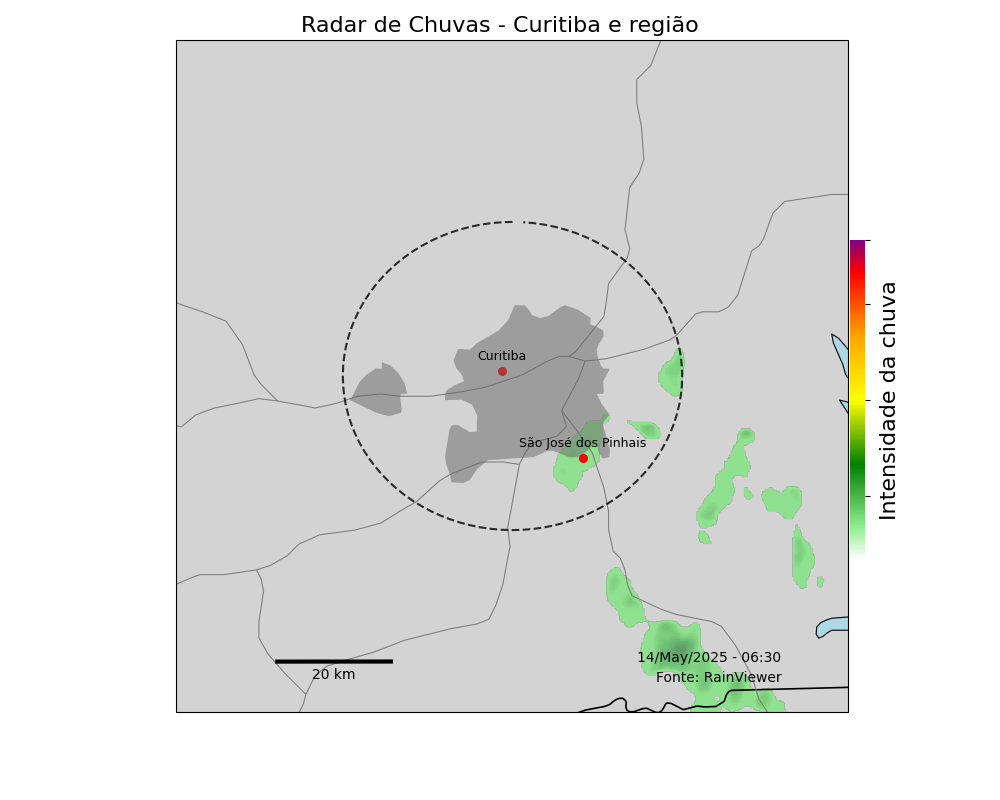 Radar de Chuvas - Curitiba e região
Curitiba
São José dos Pinhais
Intensidade da chuva
14/May/2025 - 06:30
20 km
Fonte: RainViewer